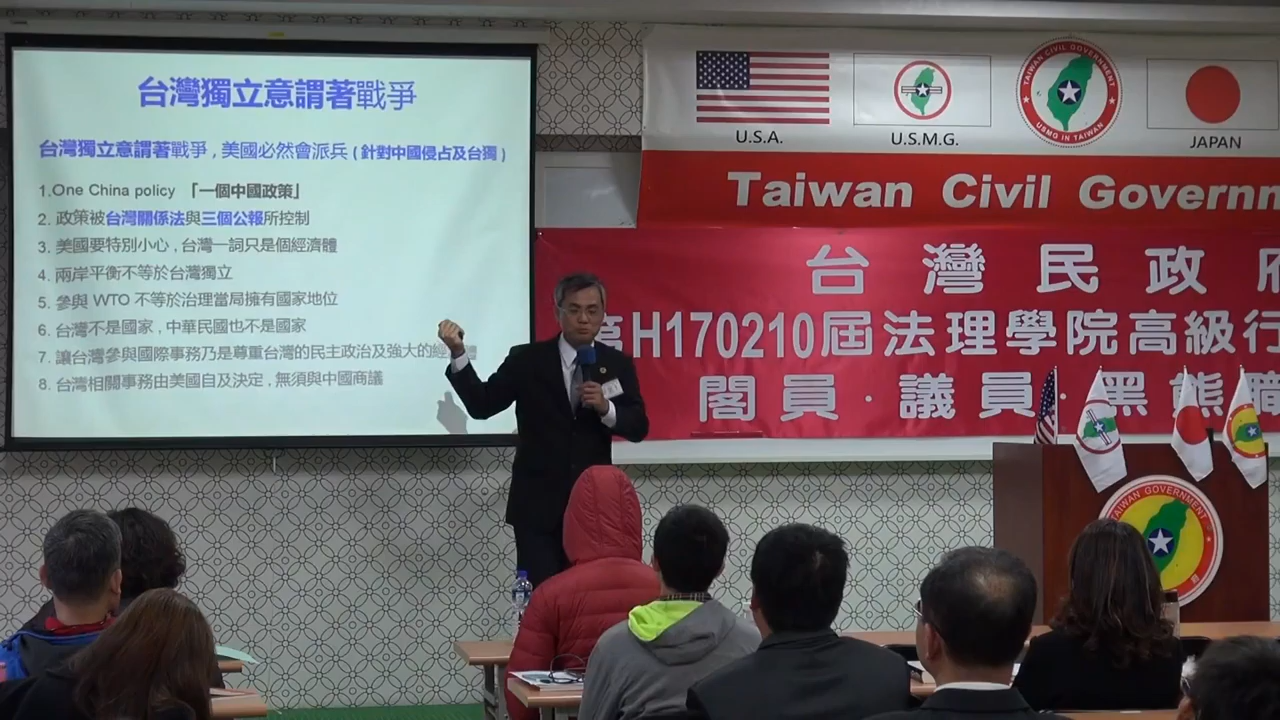 台灣獨立意謂著戰爭
台灣獨立意謂著戰爭，美國必然會派兵（針對中國侵占及台獨）
1.One China policy 「一個中國政策」
2. 政策被台灣關係法與三個公報所控制
3. 美國要特別小心，台灣一詞只是個經濟體
4. 兩岸平衡不等於台灣獨立
5. 參與 WTO 不等於治理當局擁有國家地位
6. 台灣不是國家，中華民國也不是國家
7. 讓台灣參與國際事務乃是尊重台灣的民主政治及強大的經
8. 台灣相關事務由美國自及決定，無須與中國商議
U.S.A.
U.S.M.G.
TAIWAN CIVIL GOVERNMENT
USMG IN TAIWAN
JAPAN
Taiwan Civil Governm
台灣民政府
第H170210屆法理學院高級行
閣員·議員·黑熊職
TAIWAN GOVERNMENT